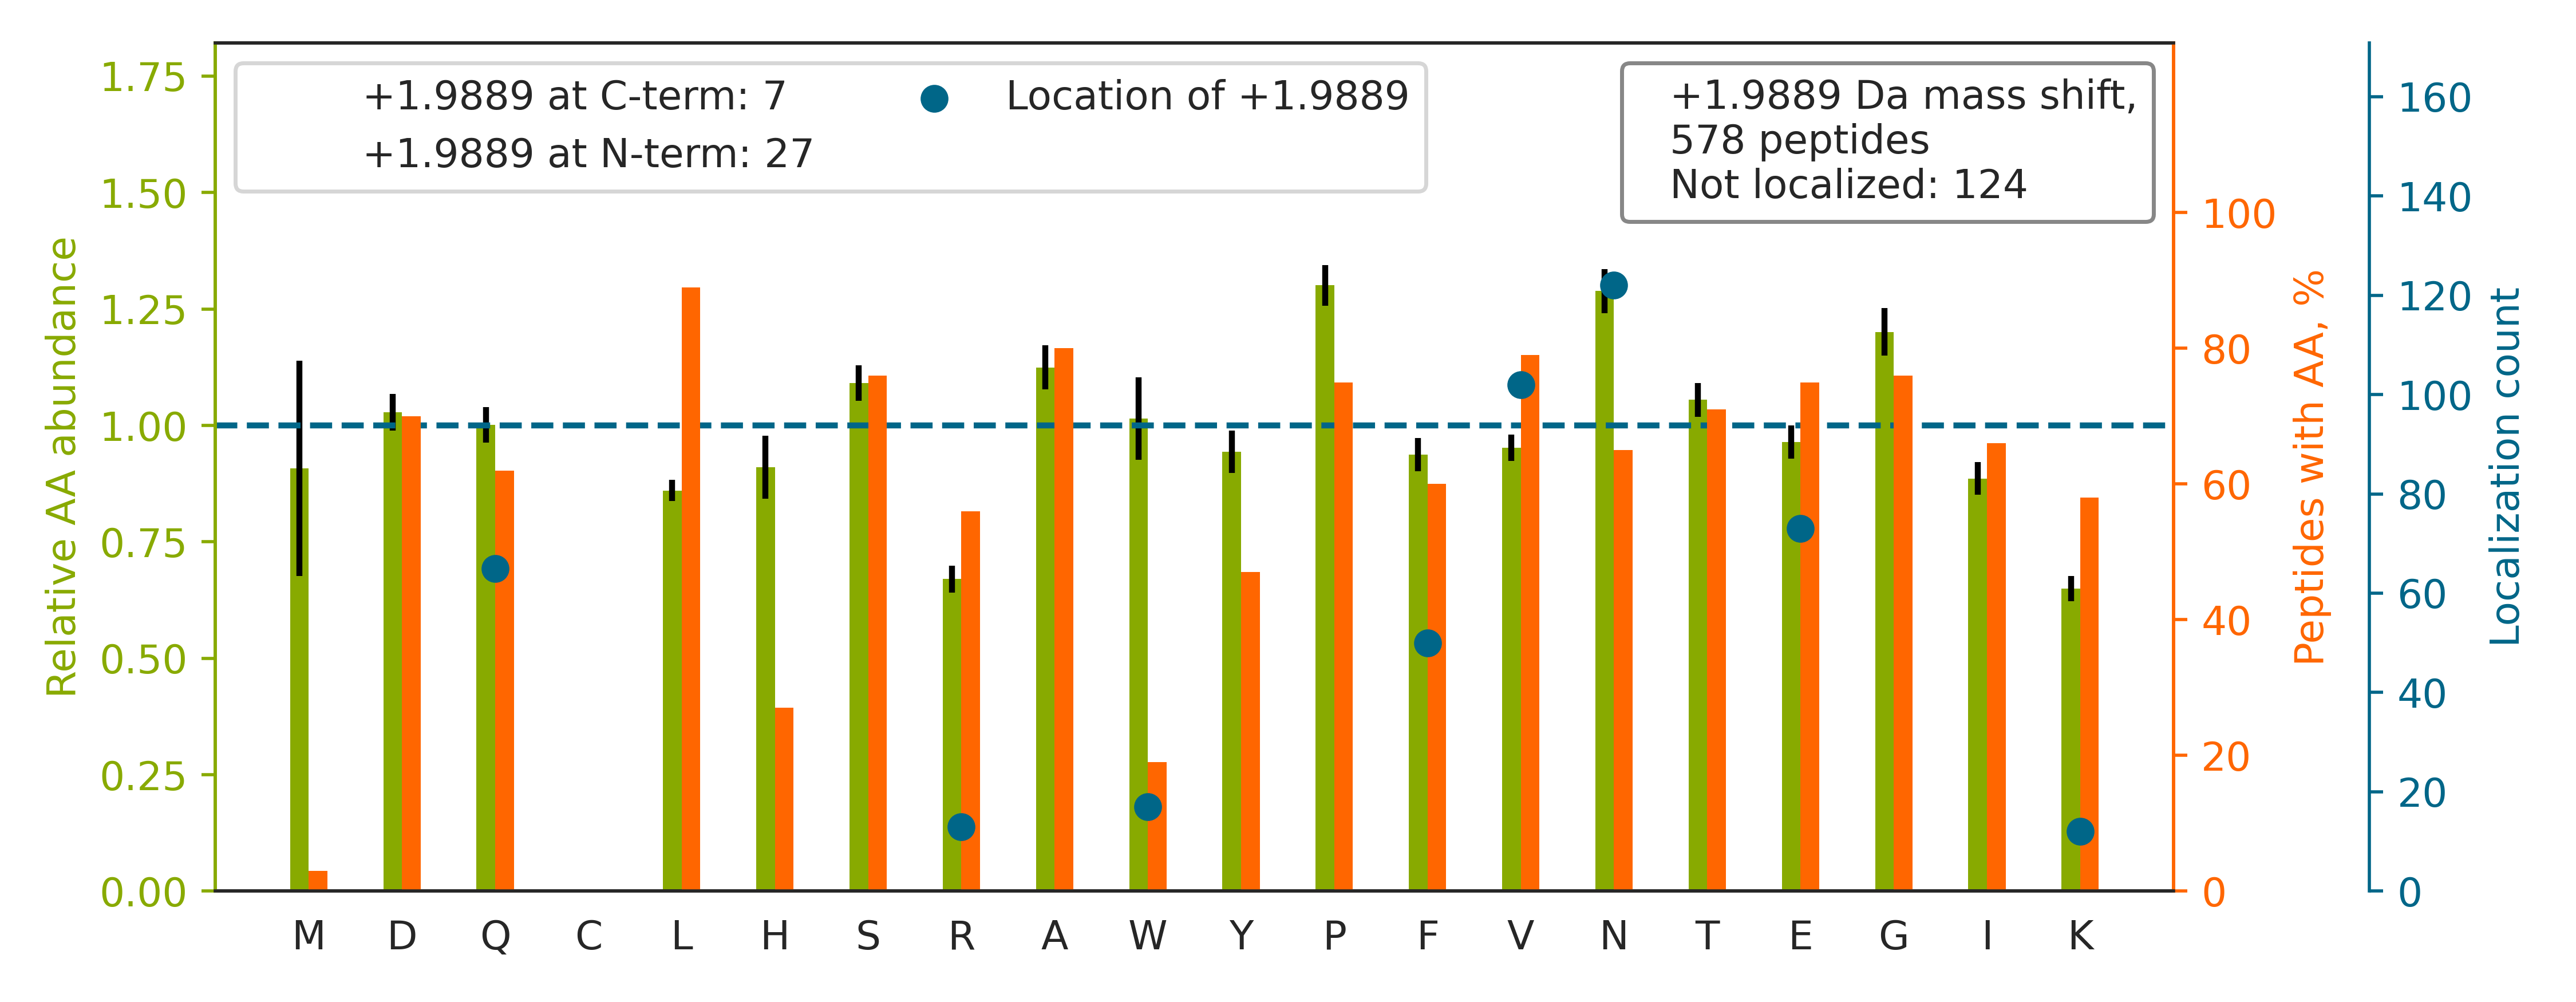 +1.9889 at C-term: 7
+1.9889 at N-term: 27
Location of +1.9889
+1.9889 Da mass shift,
578 peptides
Not localized: 124
Relative AA abundance
1.75
1.50
1.25
1.00
0.75
0.50
0.25
0.00
M D Q C L H S R A W Y P F V N T E G I K
100
80
60
40
20
0
Peptides with AA, %
160
140
120
100
80
60
40
20
0
Localization count